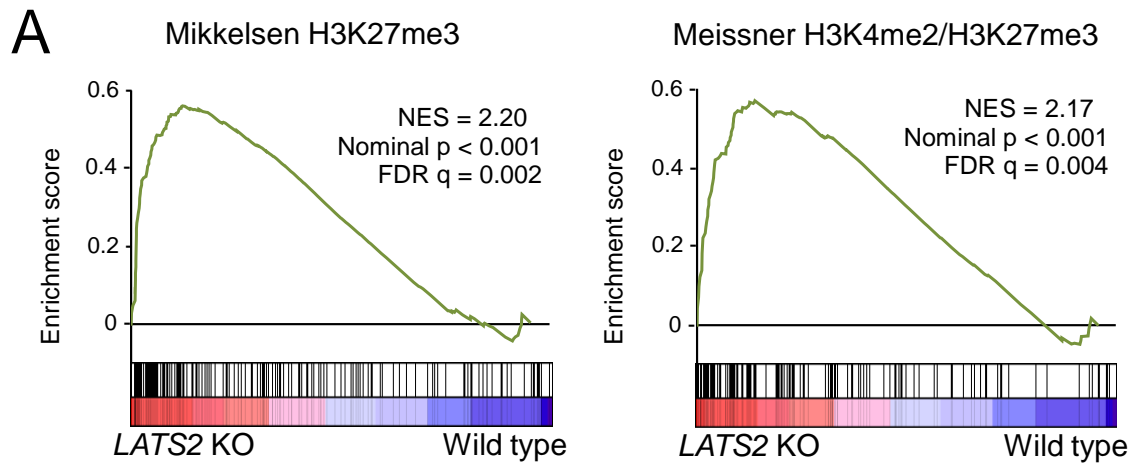 A
Mikkelsen H3K27me3
0.6
0.4
0.2
0
Enrichment score
NES = 2.20
Nominal p < 0.001
FDR q = 0.002
LATS2 KO
Wild type
Meissner H3K4me2/H3K27me3
0.6
0.4
0.2
0
Enrichment score
NES = 2.17
Nominal p < 0.001
FDR q = 0.004
LATS2 KO
Wild type